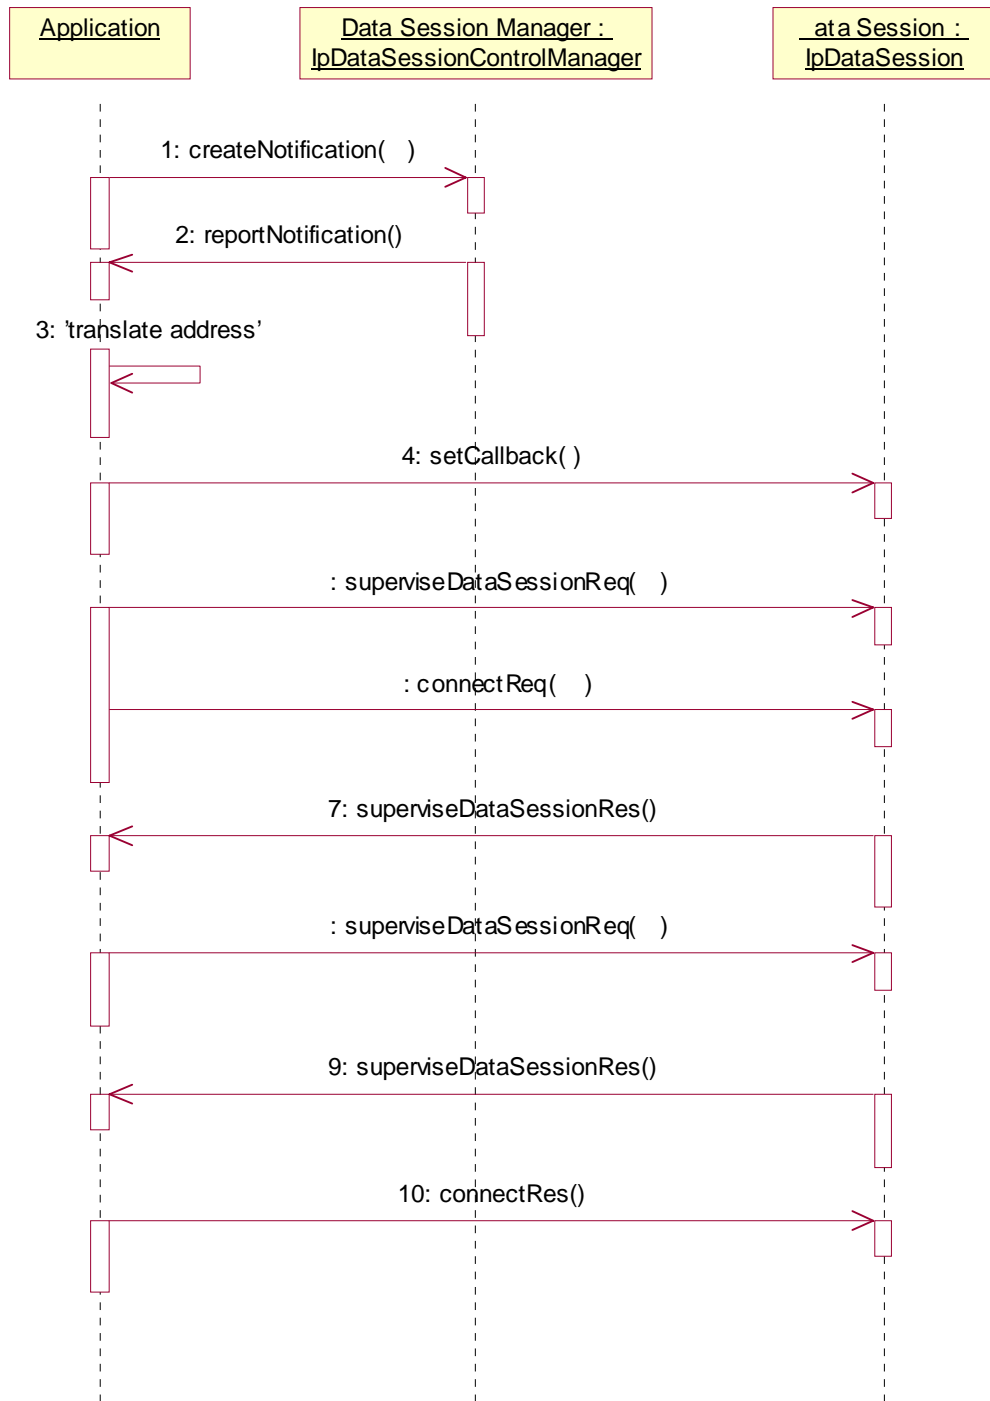 Application
Data Session Manager :
IpDataSessionControlManager
ata Session :
IpDataSession
1: createNotification( )
2: reportNotification()
3: 'translate address'
4: setCallback( )
: superviseDataSessionReq( )
: connectReq( )
7: superviseDataSessionRes()
: superviseDataSessionReq( )
9: superviseDataSessionRes()
10: connectRes()